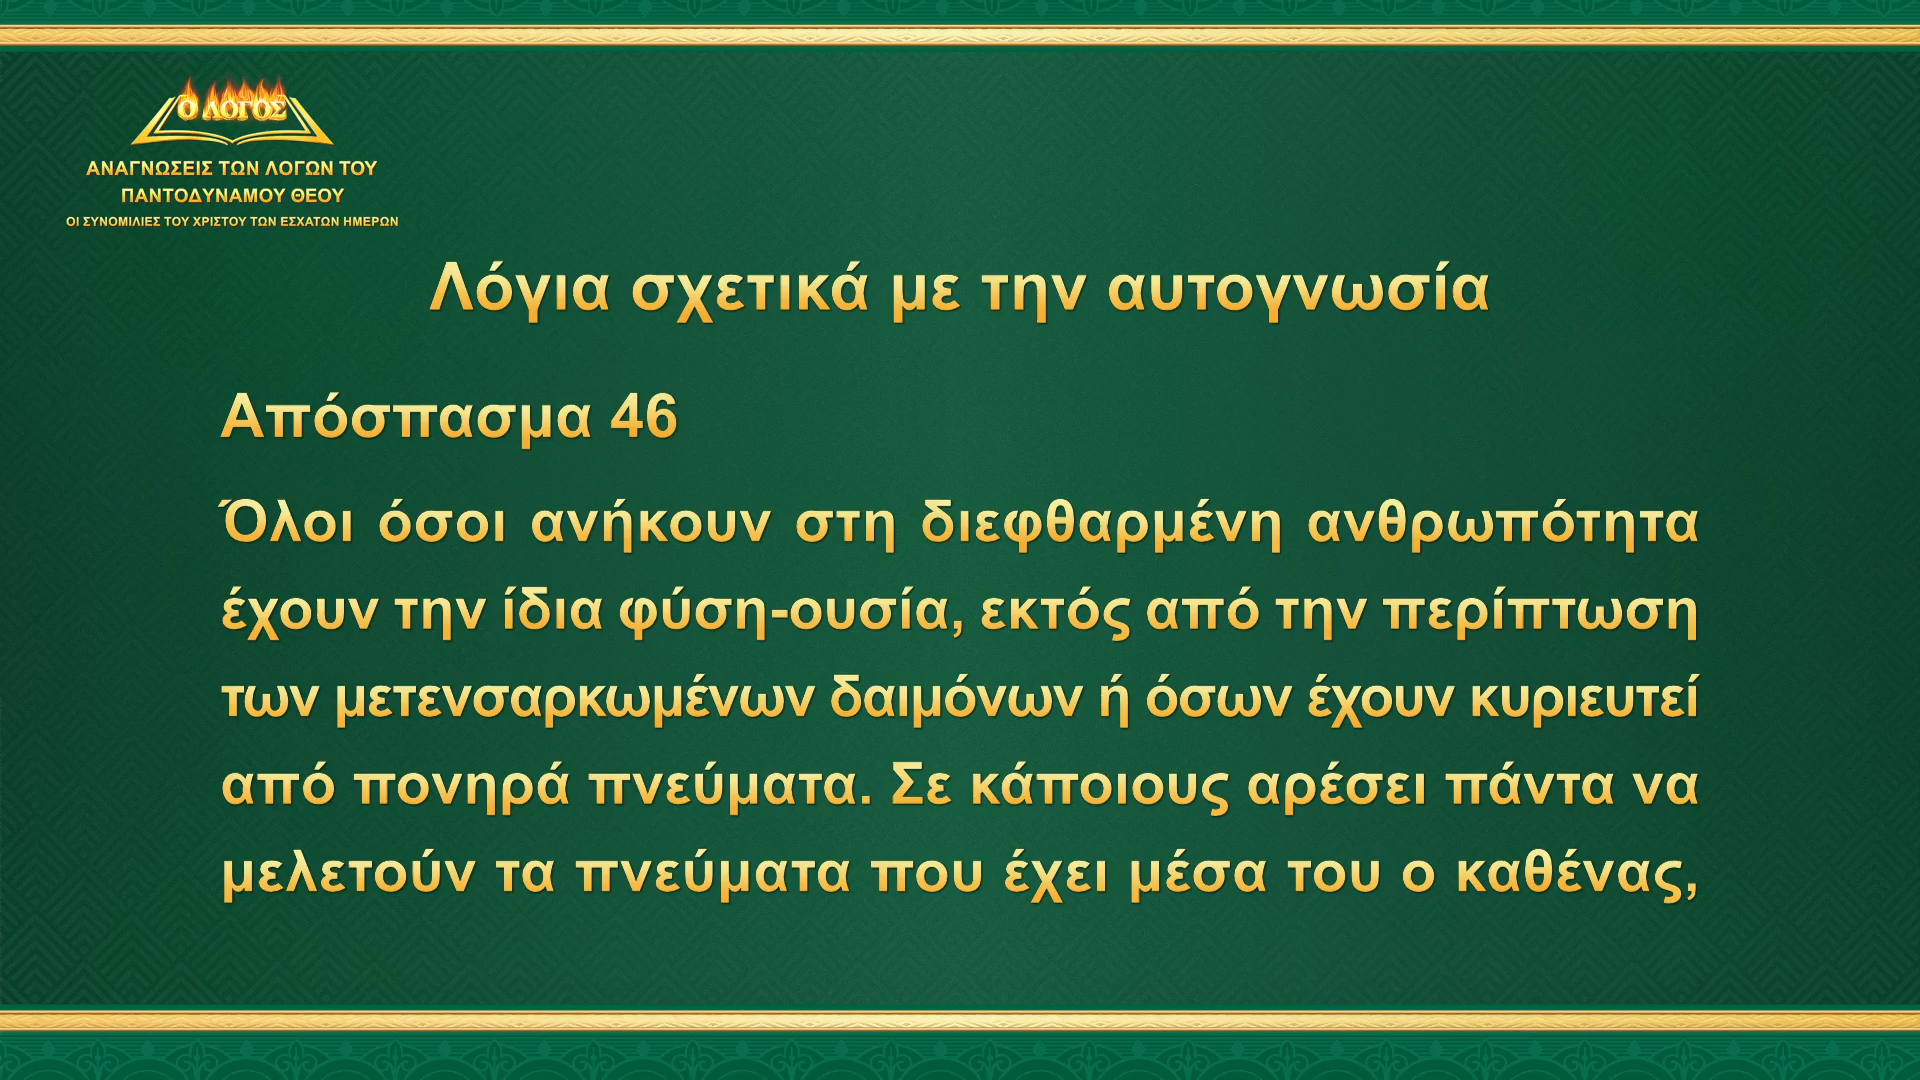 Ο ΛΟΓΟΣ
ΑΝΑΓΝΩΣΕΙΣ ΤΩΝ ΛΟΓΩΝ ΤΟΥ
ΠΑΝΤΟΔΥΝΑΜΟΥ ΘΕΟΥ
ΟΙ ΣΥΝΟΜΙΛΙΕΣ ΤΟΥ ΧΡΙΣΤΟΥ ΤΩΝ ΕΣΧΑΤΩΝ ΗΜΕΡΩΝ
Λόγια σχετικά με την αυτογνωσία
Απόσπασμα 46
Όλοι όσοι ανήκουν στη διεφθαρμένη ανθρωπότητα
έχουν την ίδια φύση-ουσία, εκτός από την περίπτωση
των μετενσαρκωμένων δαιμόνων ή όσων έχουν κυριευτεί
από πονηρά πνεύματα. Σε κάποιους αρέσει πάντα να
μελετούν τα πνεύματα που έχει μέσα του ο καθένας,